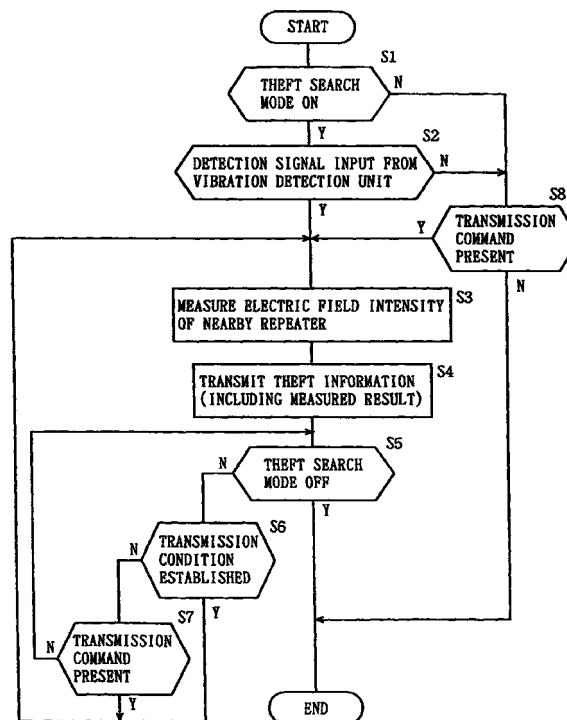 START
S1
THEFT SEARCH
MODE ON
N
Y
S2
DETECTION SIGNAL INPUT FROM
VIBRATION DETECTION UNIT
N
Y
S8
TRANSMISSION
COMMAND
PRESENT
Y
N
S3
MEASURE ELECTRIC FIELD INTENSITY
OF NEARBY REPEATER
S4
TRANSMIT THEFT INFORMATION
(INCLUDING MEASURED RESULT)
S5
THEFT SEARCH
MODE OFF
N
Y
S6
TRANSMISSION
CONDITION
ESTABLISHED
N
Y
S7
TRANSMISSION
COMMAND
PRESENT
N
Y
END